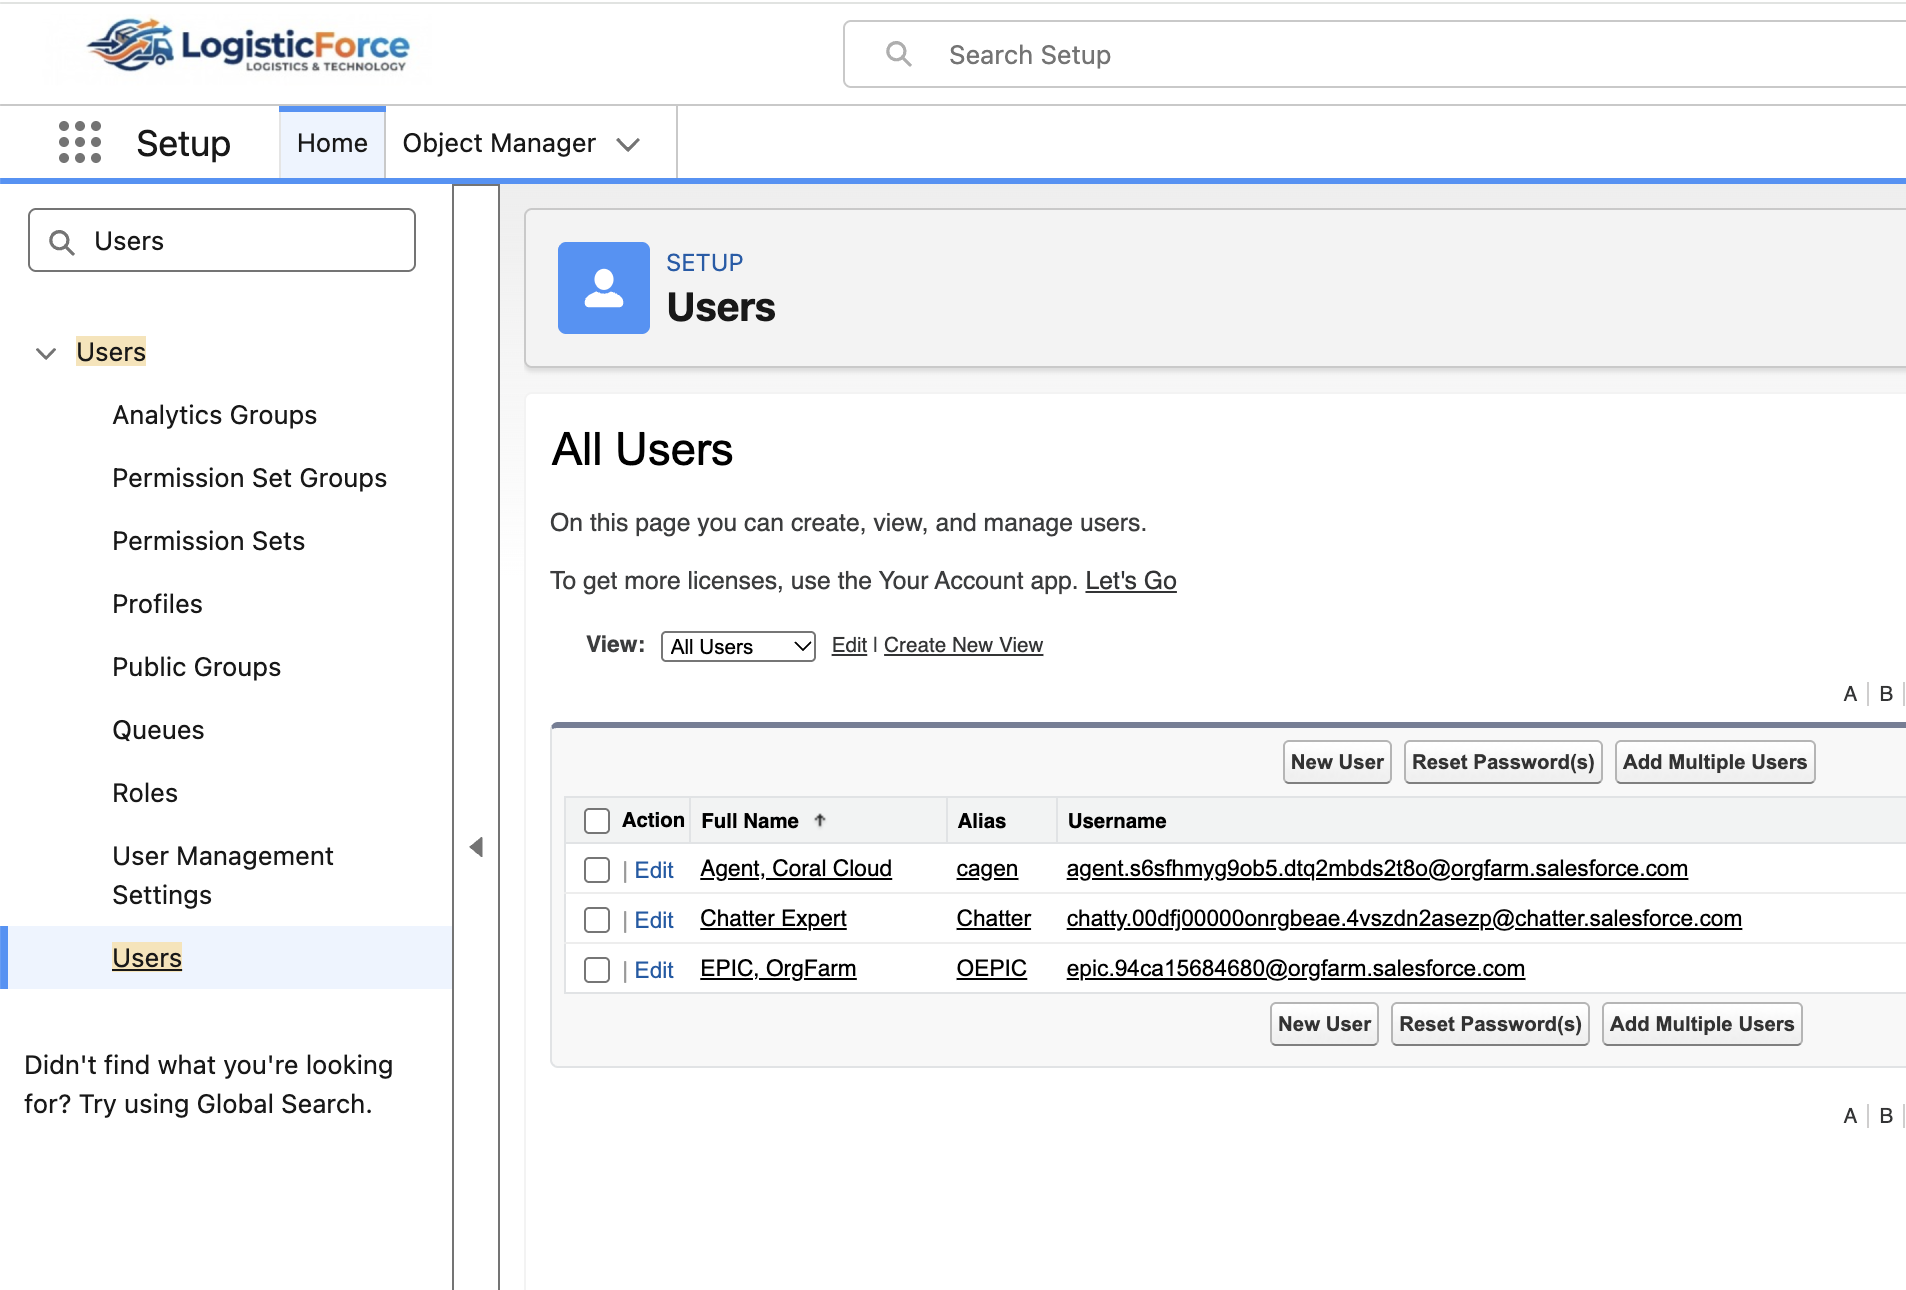 LogisticForce
LOGISTICS & TECHNOLOGY
Search Setup
Setup
Home
Object Manager
Users
Users
Analytics Groups
Permission Set Groups
Permission Sets
Profiles
Public Groups
Queues
Roles
User Management
Settings
Users
Didn't find what you're looking
for? Try using Global Search.
SETUP
Users
All Users
On this page you can create, view, and manage users.
To get more licenses, use the Your Account app. Let's Go
View: All Users Edit | Create New View
A | B |
New User Reset Password(s) Add Multiple Users
Action Full Name ↑ Alias Username
| Edit Agent, Coral Cloud cagen agent.s6sfhmyg9ob5.dtq2mbds2t8o@orgfarm.salesforce.com
| Edit Chatter Expert Chatter chatty.00dfj00000onrgbeae.4vszdn2asezp@chatter.salesforce.com
| Edit EPIC, OrgFarm OEPIC epic.94ca15684680@orgfarm.salesforce.com
New User Reset Password(s) Add Multiple Users
A | B |